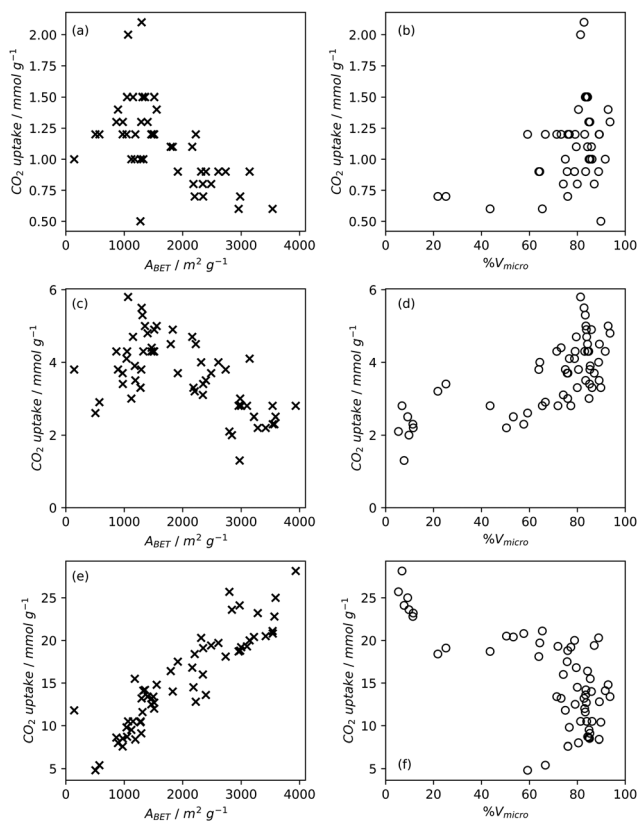 (a)
CO2 uptake / mmol g−1
2.00
1.75
1.50
1.25
1.00
0.75
0.50
0 1000 2000 3000 4000
ABET / m2 g−1
(b)
CO2 uptake / mmol g−1
2.00
1.75
1.50
1.25
1.00
0.75
0.50
0 20 40 60 80 100
%Vmicro
(c)
CO2 uptake / mmol g−1
6
4
2
0
0 1000 2000 3000 4000
ABET / m2 g−1
(d)
CO2 uptake / mmol g−1
6
4
2
0
0 20 40 60 80 100
%Vmicro
(e)
CO2 uptake / mmol g−1
25
20
15
10
5
0 1000 2000 3000 4000
ABET / m2 g−1
(f)
CO2 uptake / mmol g−1
25
20
15
10
5
0 20 40 60 80 100
%Vmicro